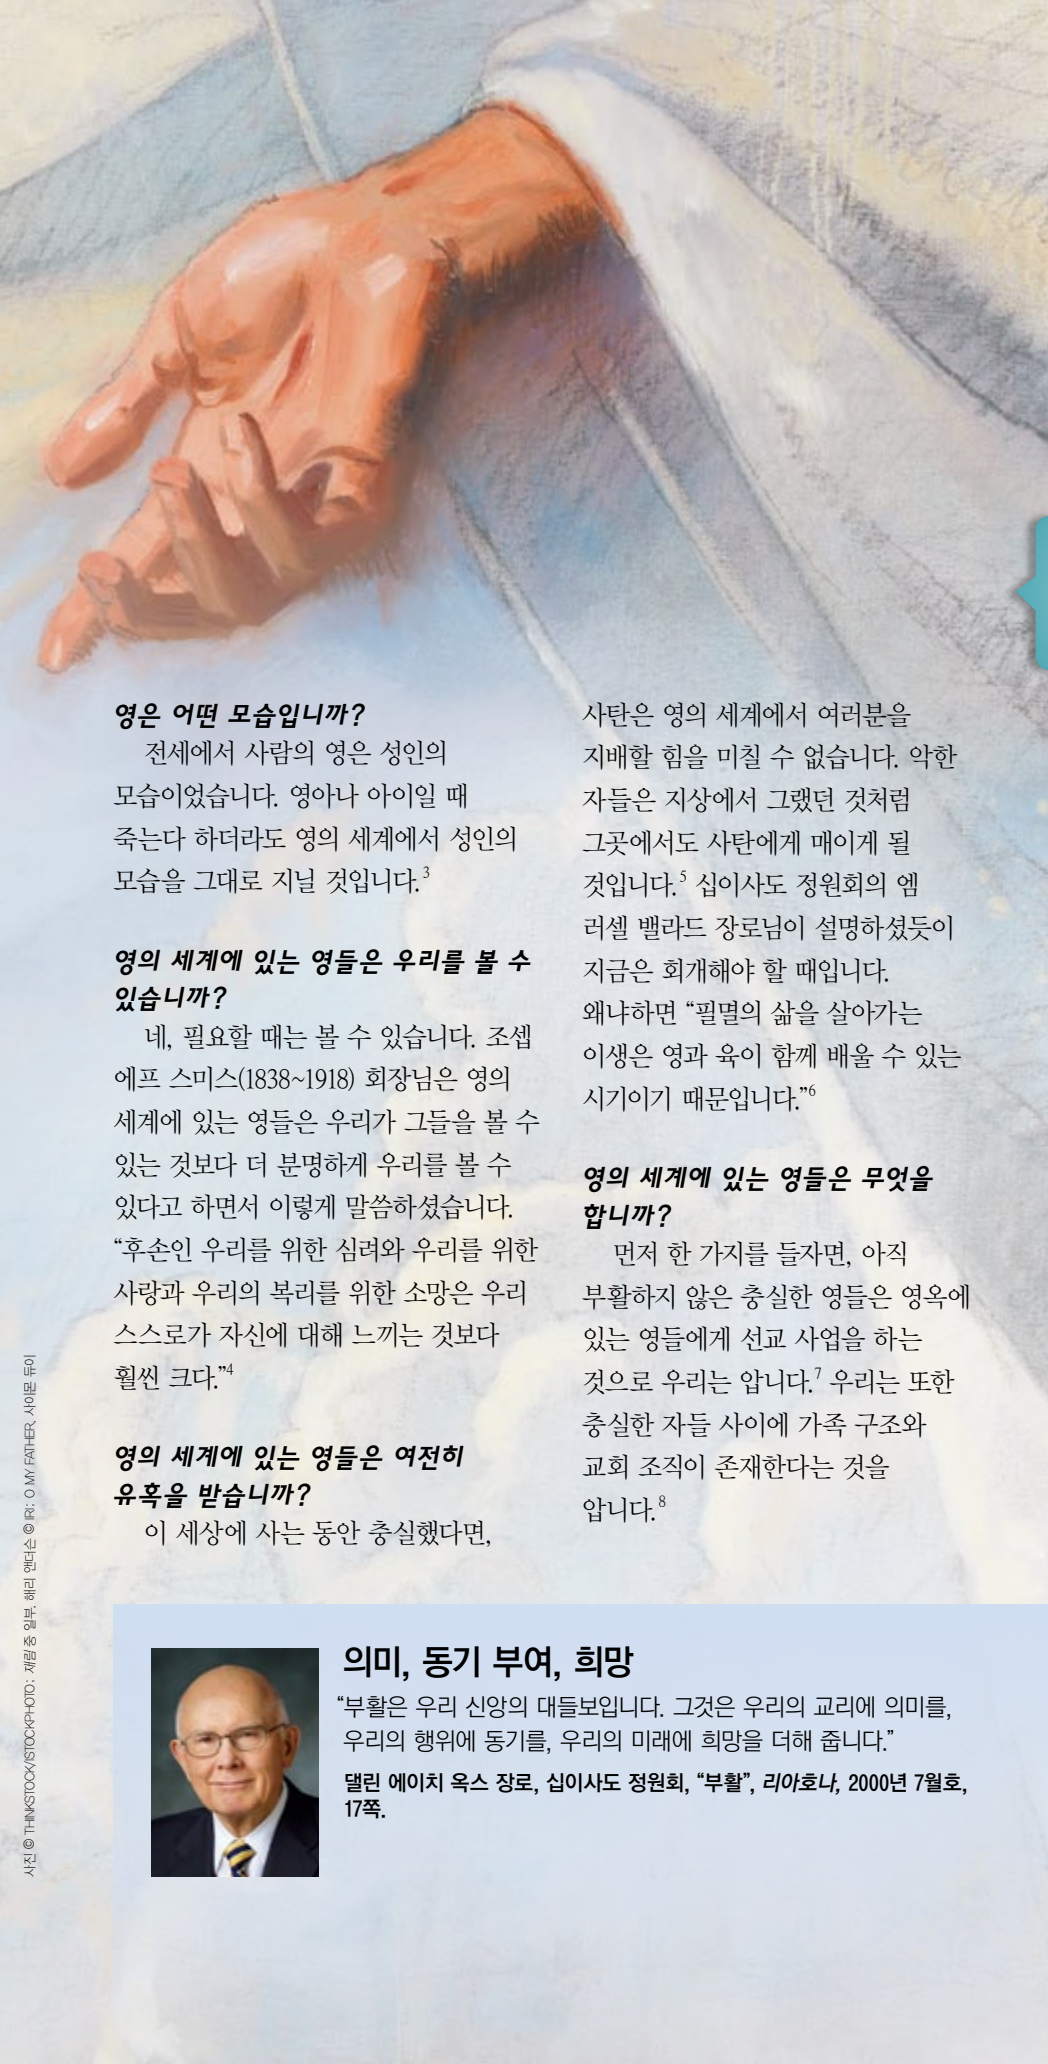 영은 어떤 모습입니까?
전세에서 사람의 영은 성인의
모습이었습니다. 영아나 아이일 때
죽는다 하더라도 영의 세계에서 성인의
모습을 그대로 지닐 것입니다.3
영의 세계에 있는 영들은 우리를 볼 수
있습니까?
네, 필요할 때는 볼 수 있습니다. 조셉
에프 스미스(1838~1918) 회장님은 영의
세계에 있는 영들은 우리가 그들을 볼 수
있는 것보다 더 분명하게 우리를 볼 수
있다고 하면서 이렇게 말씀하셨습니다.
“후손인 우리를 위한 심려와 우리를 위한
사랑과 우리의 복리를 위한 소망은 우리
스스로가 자신에 대해 느끼는 것보다
훨씬 크다.”4
영의 세계에 있는 영들은 여전히
유혹을 받습니까?
이 세상에 사는 동안 충실했다면,
사탄은 영의 세계에서 여러분을
지배할 힘을 미칠 수 없습니다. 악한
자들은 지상에서 그랬던 것처럼
그곳에서도 사탄에게 매이게 될
것입니다.5 십이사도 정원회의 엠
러셀 밸라드 장로님이 설명하셨듯이
지금은 회개해야 할 때입니다.
왜냐하면 “필멸의 삶을 살아가는
이생은 영과 육이 함께 배울 수 있는
시기이기 때문입니다.”6
영의 세계에 있는 영들은 무엇을
합니까?
먼저 한 가지를 들자면, 아직
부활하지 않은 충실한 영들은 영옥에
있는 영들에게 선교 사업을 하는
것으로 우리는 압니다.7 우리는 또한
충실한 자들 사이에 가족 구조와
교회 조직이 존재한다는 것을
압니다.8
의미, 동기 부여, 희망
“부활은 우리 신앙의 대들보입니다. 그것은 우리의 교리에 의미를,
우리의 행위에 동기를, 우리의 미래에 희망을 더해 줍니다.”
댈린 에이치 옥스 장로, 십이사도 정원회, “부활”, 리아호나, 2000년 7월호,
17쪽.
사진 © THINKSTOCK/ISTOCKPHOTO; 재림 중 일부, 해리 앤더슨 © IRI; O MY FATHER, 사이몬 듀이